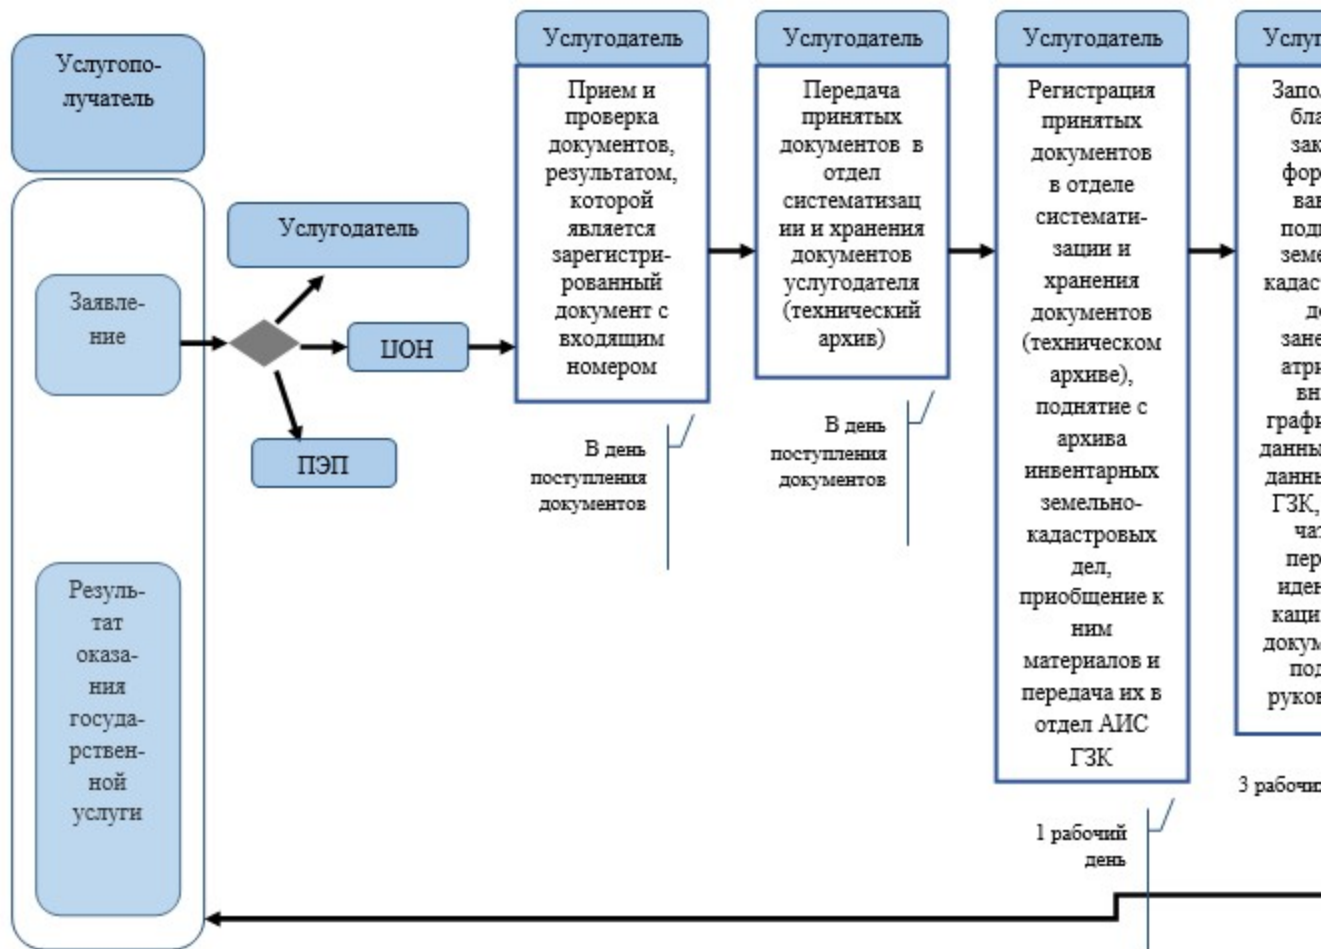 Услугопо-
лучатель
Заявле-
ние
Резуль-
тат
оказа-
ния
госуда-
рствен-
ной
услуги
Услугодатель
ЦОН
ПЭП
Услугодатель
Прием и
проверка
документов,
результатом,
которой
является
зарегистри-
рованный
документ с
входящим
номером
В день
поступления
документов
Услугодатель
Передача
принятых
документов в
отдел
систематизац
ии и хранения
документов
услугодателя
(технический
архив)
В день
поступления
документов
Услугодатель
Регистрация
принятых
документов
в отделе
системати-
зации и
хранения
документов
(техническом
архиве),
поднятие с
архива
инвентарных
земельно-
кадастровых
дел,
приобщение к
ним
материалов и
передача их в
отдел АИС
ГЗК
1 рабочий
день
ГЗК,
3